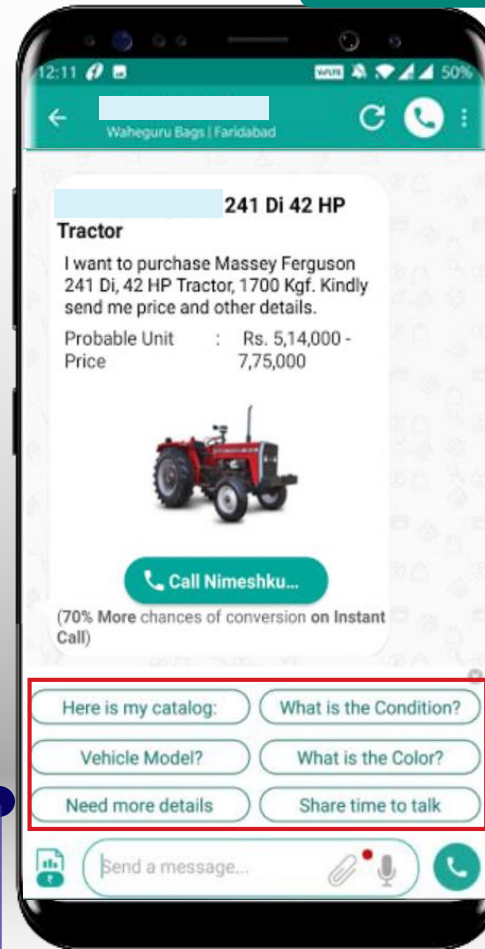 12:11
50%
Waheguru Bags | Faridabad
241 Di 42 HP
Tractor
I want to purchase Massey Ferguson
241 Di, 42 HP Tractor, 1700 Kgf. Kindly
send me price and other details.
Probable Unit : Rs. 5,14,000 -
Price 7,75,000
Call Nimeshku...
(70% More chances of conversion on Instant
Call)
Here is my catalog: What is the Condition?
Vehicle Model? What is the Color?
Need more details Share time to talk
Send a message...